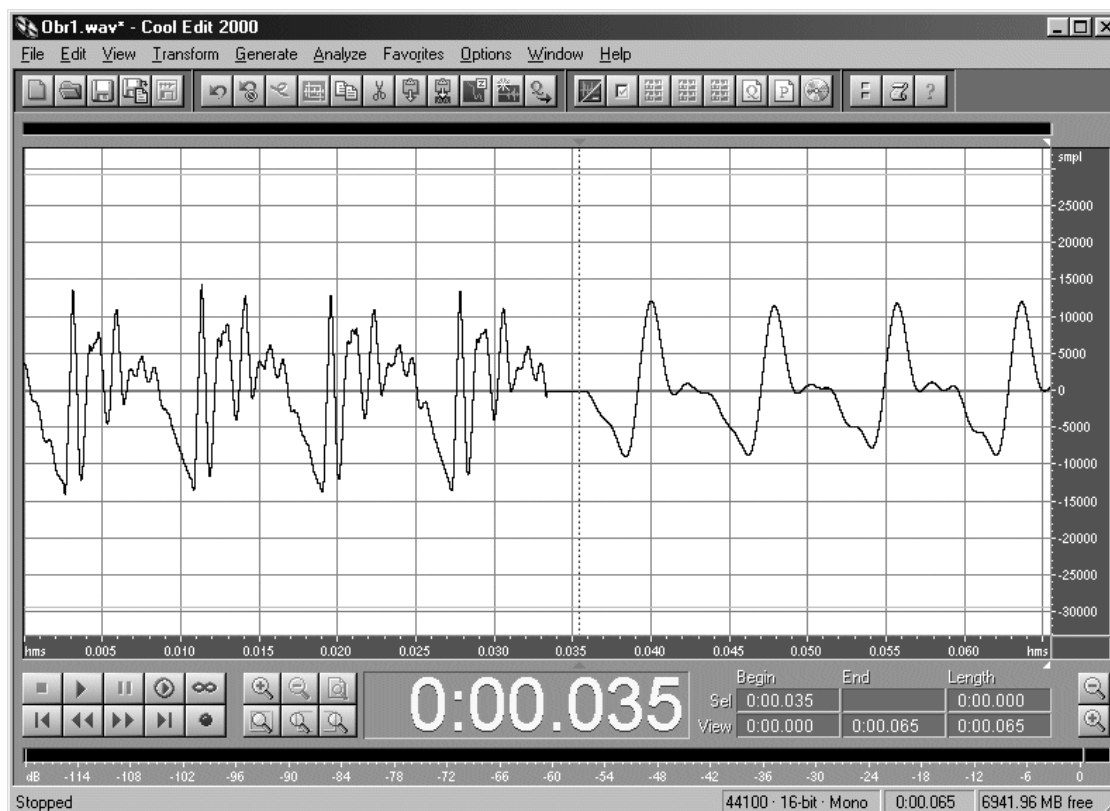 Obr1.wav* - Cool Edit 2000
File Edit View Transform Generate Analyze Favorites Options Window Help
smpl
25000
20000
15000
10000
5000
0
-5000
-10000
-15000
-20000
-25000
-30000
hms 0.005 0.010 0.015 0.020 0.025 0.030 0.035 0.040 0.045 0.050 0.055 0.060 hms
0:00.035
Begin End Length
Sel 0:00.035 0:00.000
View 0:00.000 0:00.065 0:00.065
dB -114 -108 -102 -96 -90 -84 -78 -72 -66 -60 -54 -48 -42 -36 -30 -24 -18 -12 -6 0
Stopped 44100 · 16-bit · Mono 0:00.065 6941.96 MB free